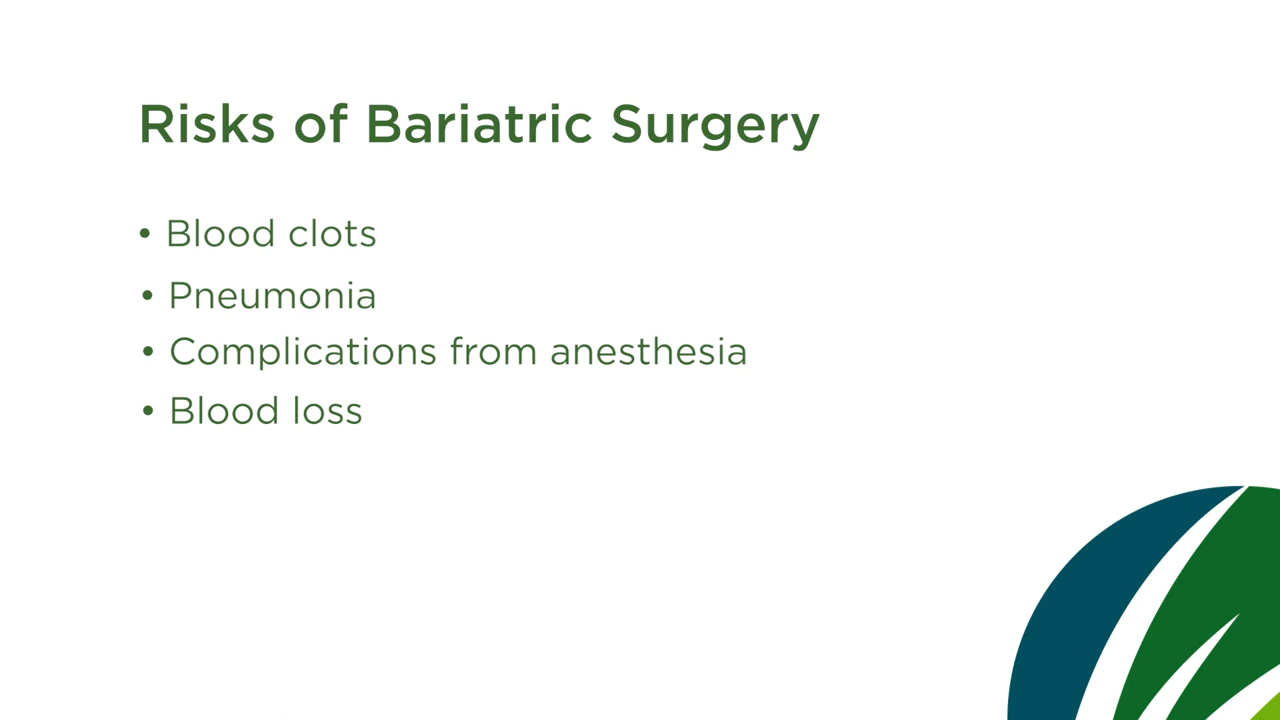 Risks of Bariatric Surgery
• Blood clots
• Pneumonia
• Complications from anesthesia
• Blood loss